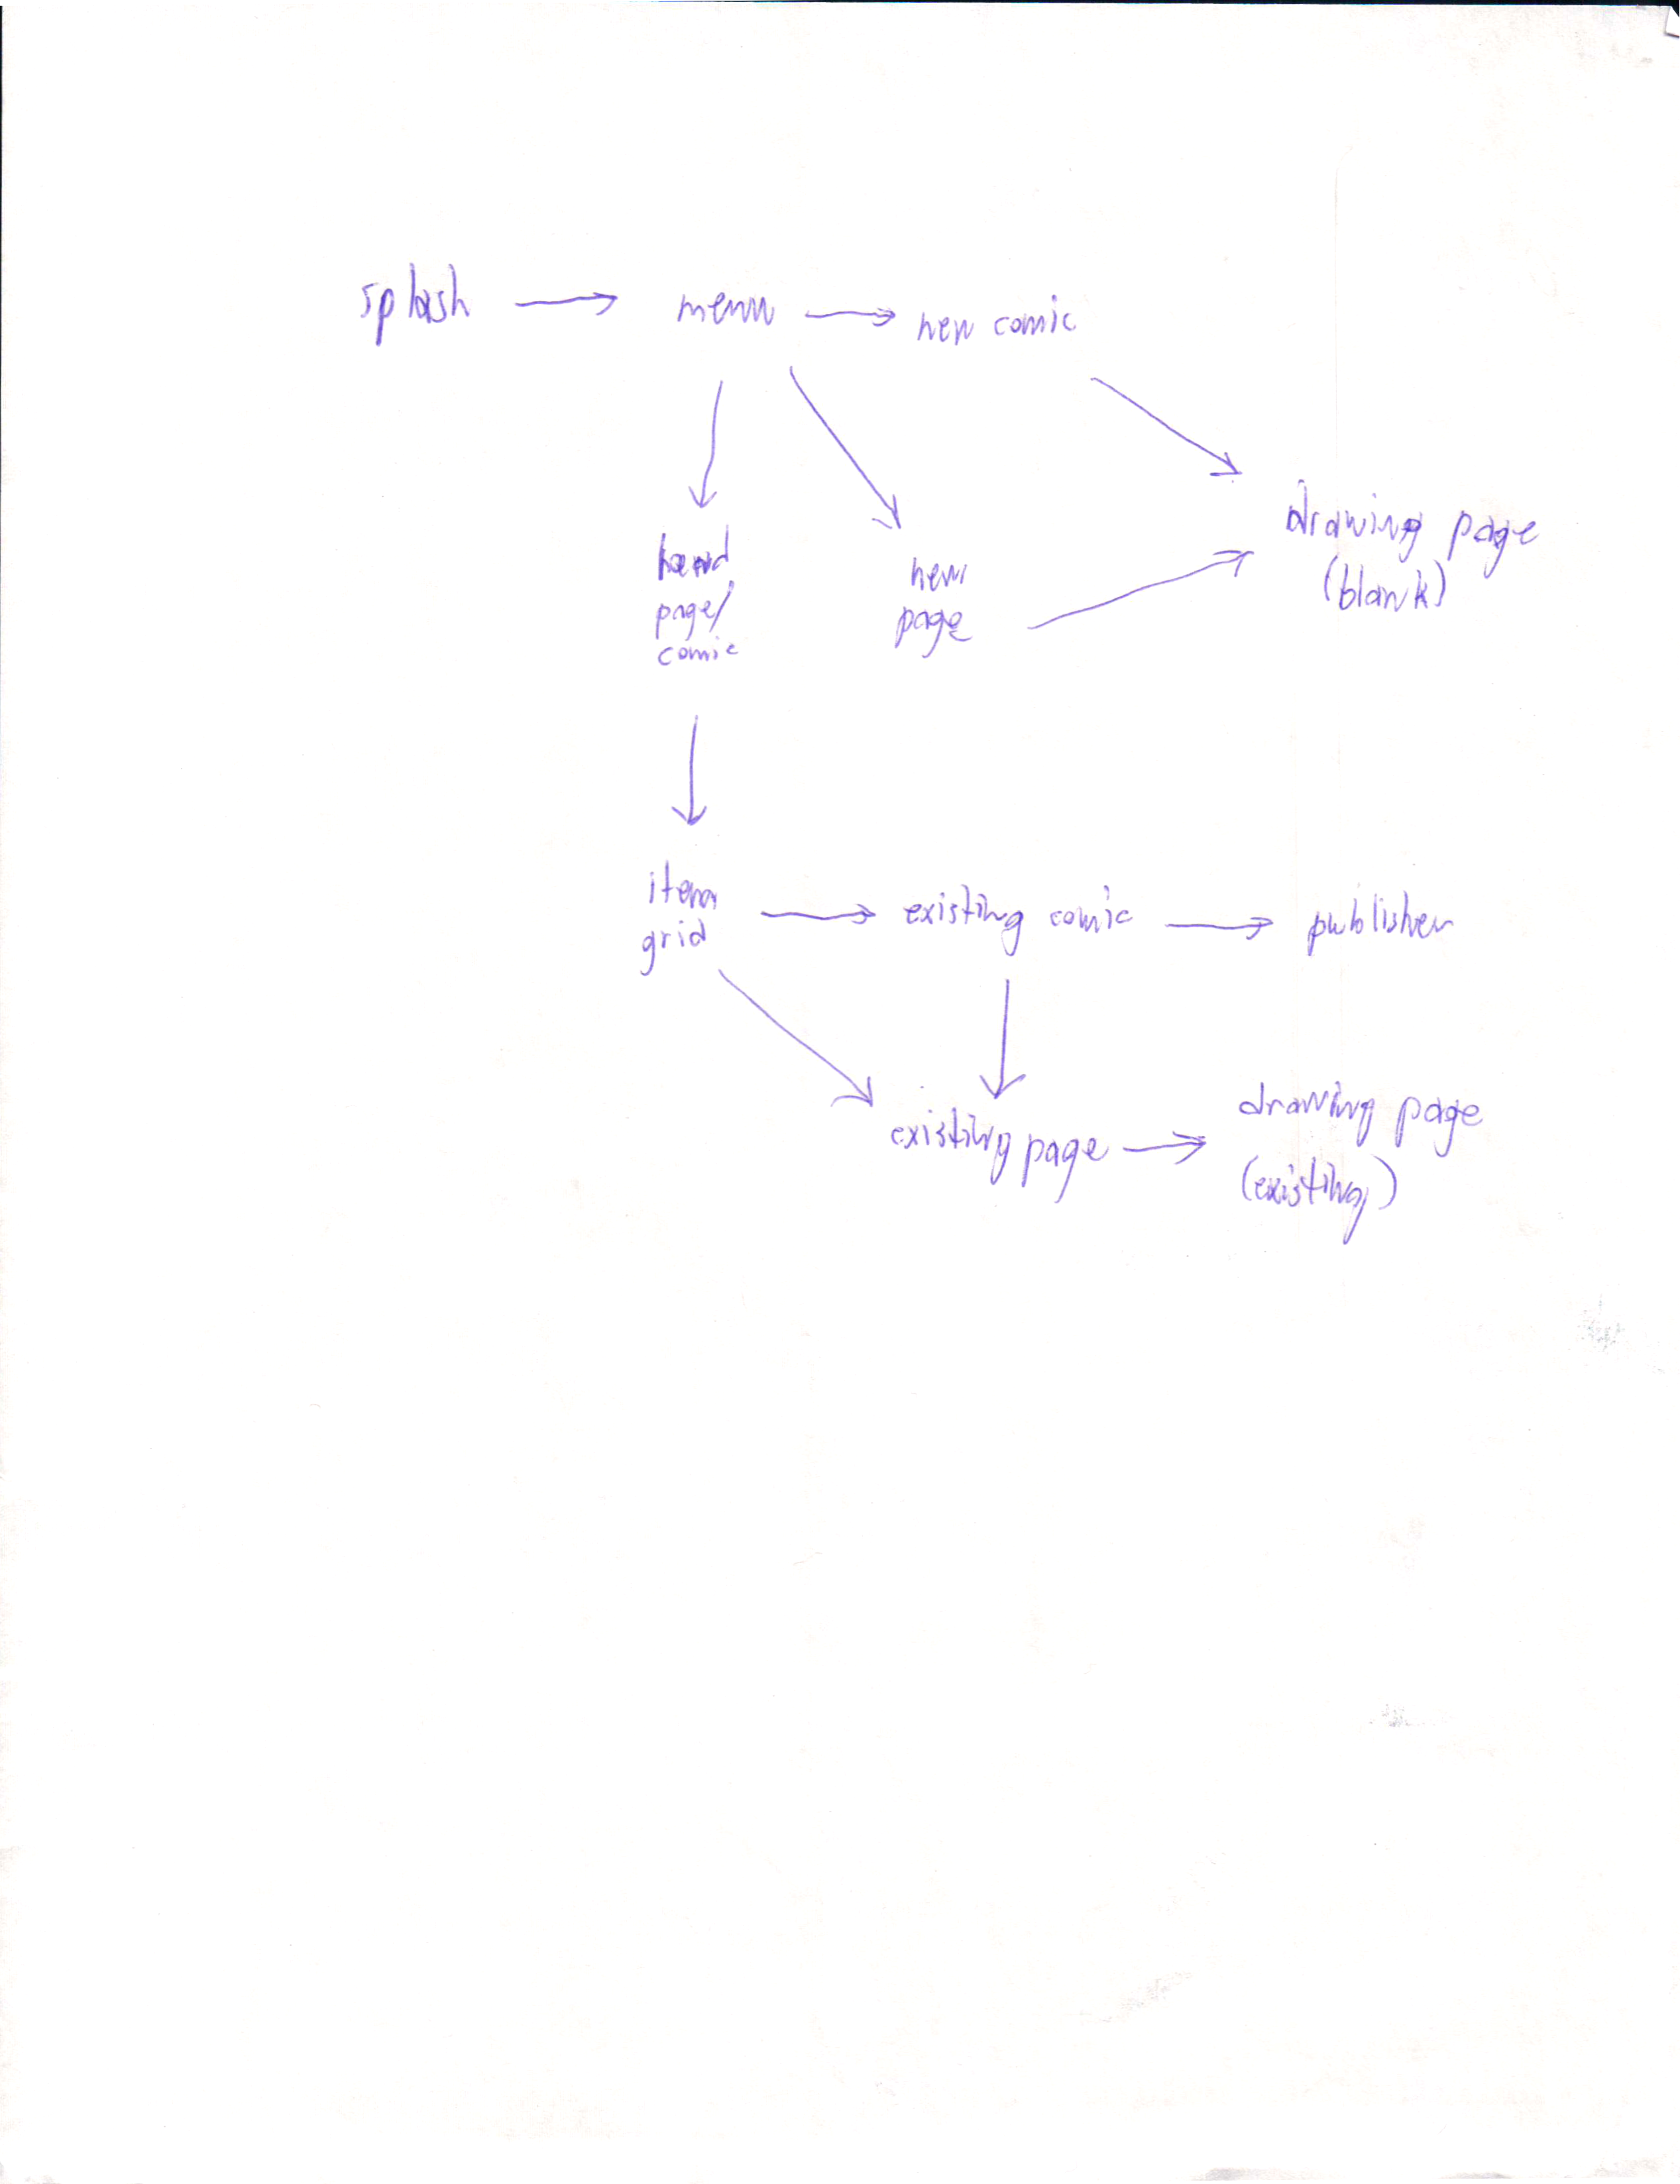 splash
menu
new comic
page/
comic
new
page
drawing page
(blank)
item
grid
existing comic
publisher
existing page
drawing page
(existing)